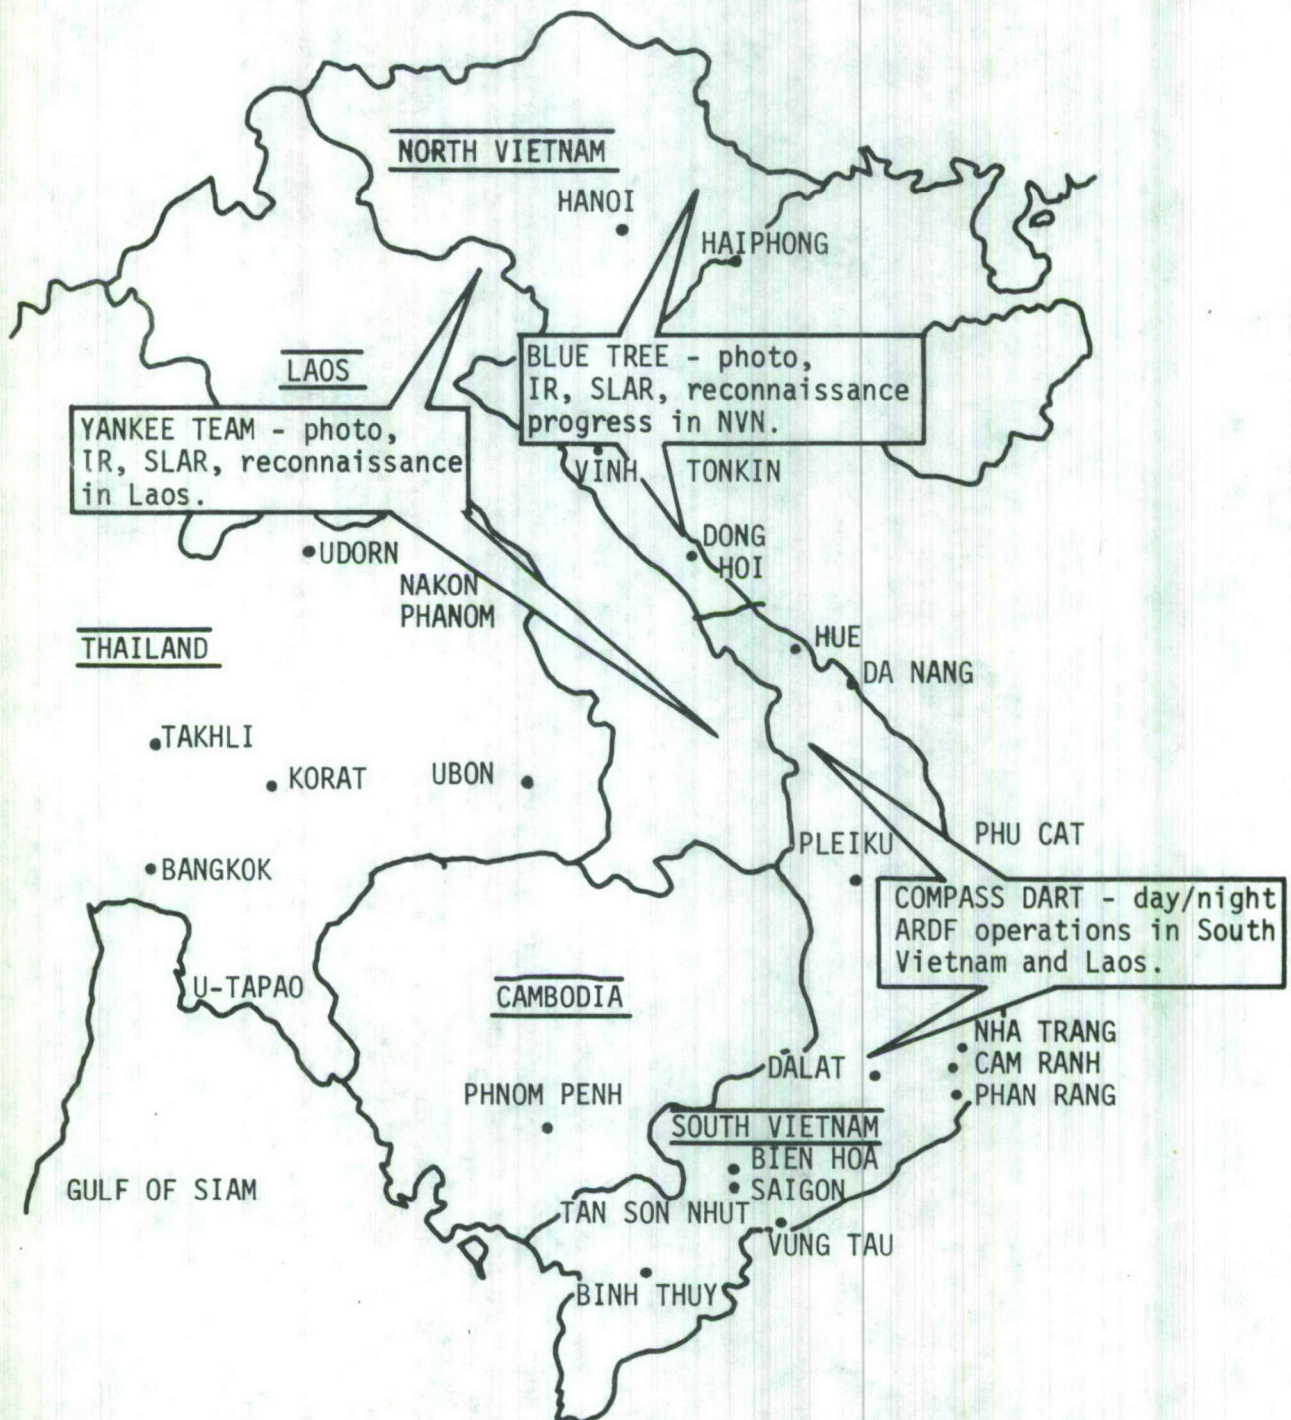 NORTH VIETNAM
HANOI
HAIPHONG
LAOS
BLUE TREE - photo,
IR, SLAR, reconnaissance
progress in NVN.
YANKEE TEAM - photo,
IR, SLAR, reconnaissance
in Laos.
VINH
TONKIN
DONG
HOI
UDORN
NAKON
PHANOM
THAILAND
HUE
DA NANG
TAKHLI
KORAT
UBON
PHU CAT
PLEIKU
BANGKOK
COMPASS DART - day/night
ARDF operations in South
Vietnam and Laos.
U-TAPAO
CAMBODIA
NHA TRANG
DALAT
CAM RANH
PHNOM PENH
PHAN RANG
SOUTH VIETNAM
BIEN HOA
SAIGON
GULF OF SIAM
TAN SON NHUT
VUNG TAU
BINH THUY